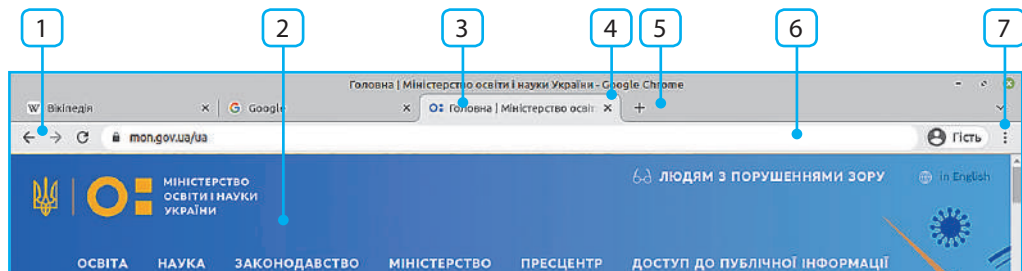 1 2 3 4 5 6 7
Головна | Міністерство освіти і науки України - Google Chrome
W Вікіпедія × G Google × Головна | Міністерство освіт × +
mon.gov.ua/ua Гість
МІНІСТЕРСТВО
ОСВІТИ І НАУКИ
УКРАЇНИ
ЛЮДЯМ З ПОРУШЕННЯМИ ЗОРУ in English
ОСВІТА НАУКА ЗАКОНОДАВСТВО МІНІСТЕРСТВО ПРЕСЦЕНТР ДОСТУП ДО ПУБЛІЧНОЇ ІНФОРМАЦІЇ